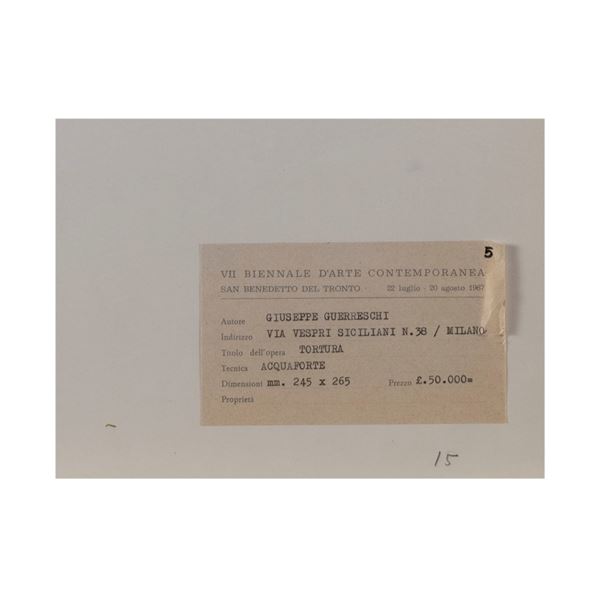 5
VII BIENNALE D'ARTE CONTEMPORANEA
SAN BENEDETTO DEL TRONTO 22 luglio - 20 agosto 1967
Autore GIUSEPPE GUERRESCHI
Indirizzo VIA VESPRI SICILIANI N.38 / MILANO
Titolo dell'opera TORTURA
Tecnica ACQUAFORTE
Dimensioni mm. 245 x 265 Prezzo £.50.000=
Proprietà
15